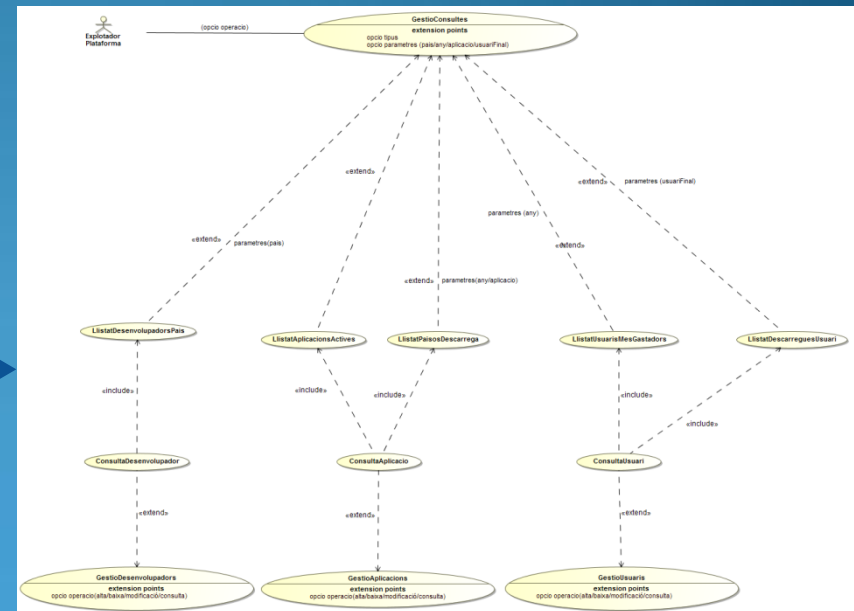 GestioConsultes
(opcio operacio)
extension points
Explotador
Plataforma
opcio tipus
opcio parametres (pais/any/aplicacio/usuariFinal)
«extend»
«extend»
parametres (usuariFinal)
parametres (any)
«extend»
parametres(pais)
«extend»
«extend»
parametres(any/aplicacio)
LlistatDesenvolupadorsPais
LlistatAplicacionsActives
LlistatPaisosDescarrega
LlistatUsuarisMesGastadors
LlistatDescarreguesUsuari
«include»
«include»
«include»
«include»
«include»
ConsultaDesenvolupador
ConsultaAplicacio
ConsultaUsuari
«extend»
«extend»
«extend»
GestioDesenvolupadors
extension points
opcio operacio(alta/baixa/modificació/consulta)
GestioAplicacions
extension points
opcio operacio(alta/baixa/modificació/consulta)
GestioUsuaris
extension points
opcio operacio(alta/baixa/modificació/consulta)